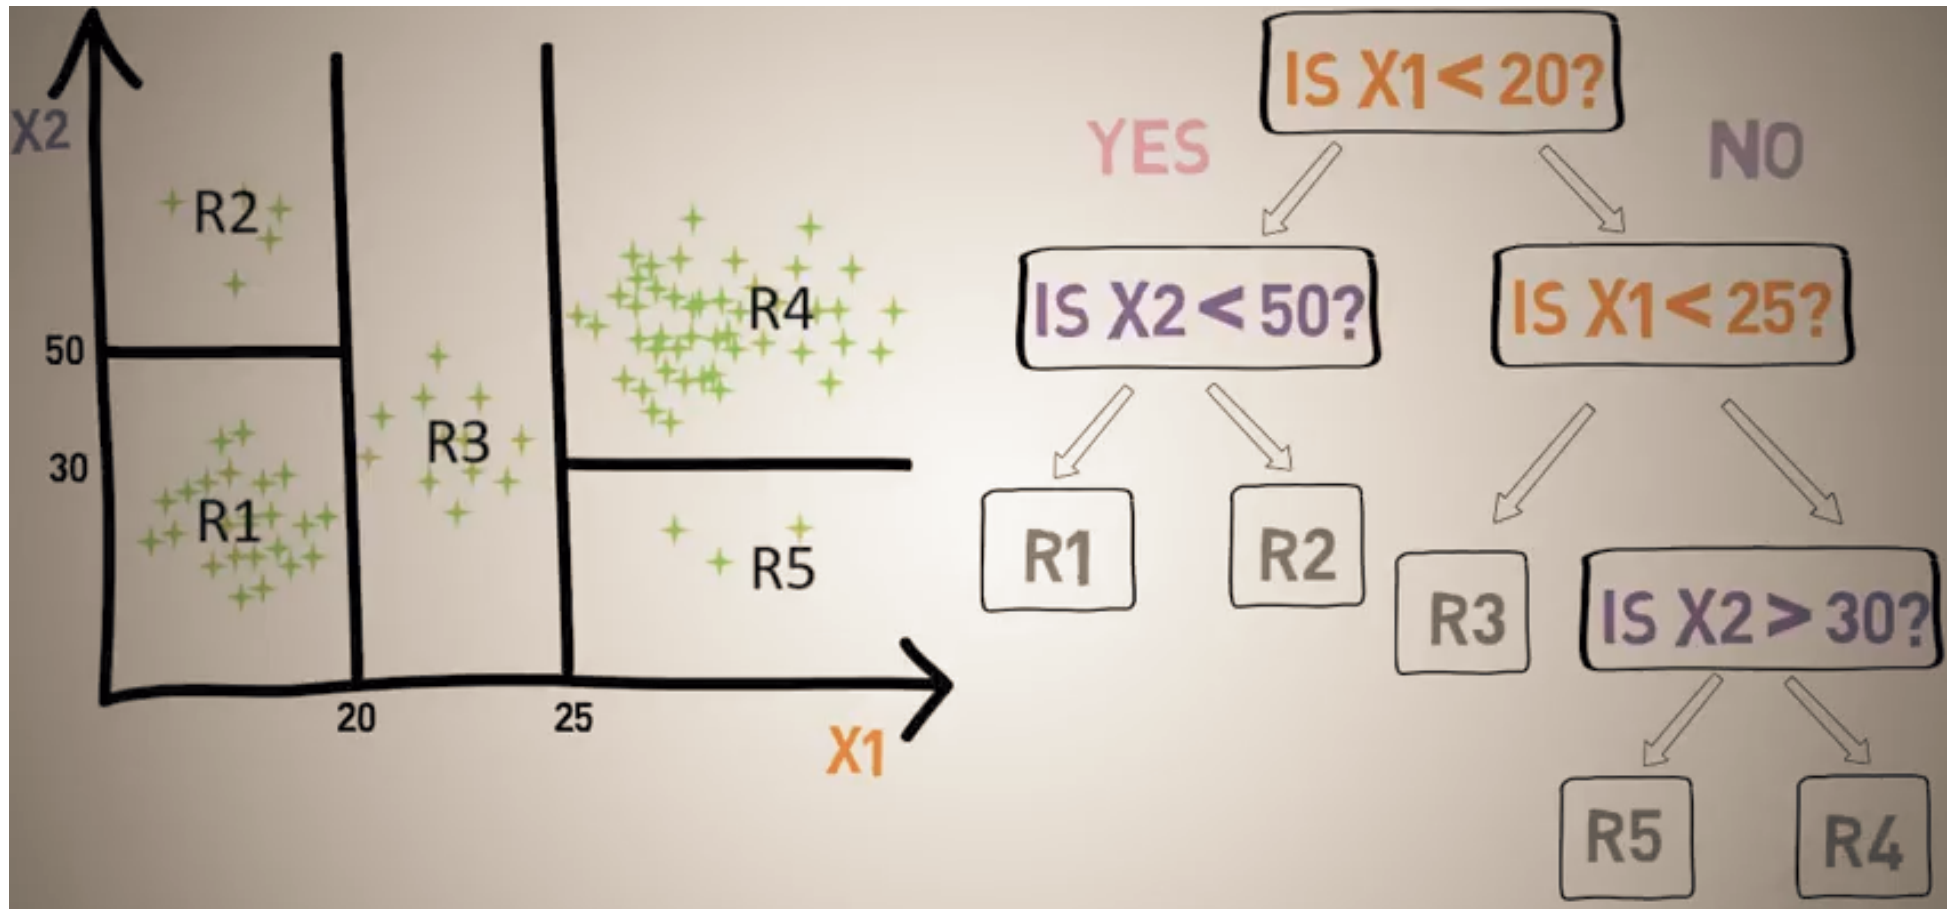 X2
R2
50
30
R1
R3
R4
R5
20
25
X1
IS X1 < 20?
YES
NO
IS X2 < 50?
IS X1 < 25?
R1
R2
R3
IS X2 > 30?
R5
R4